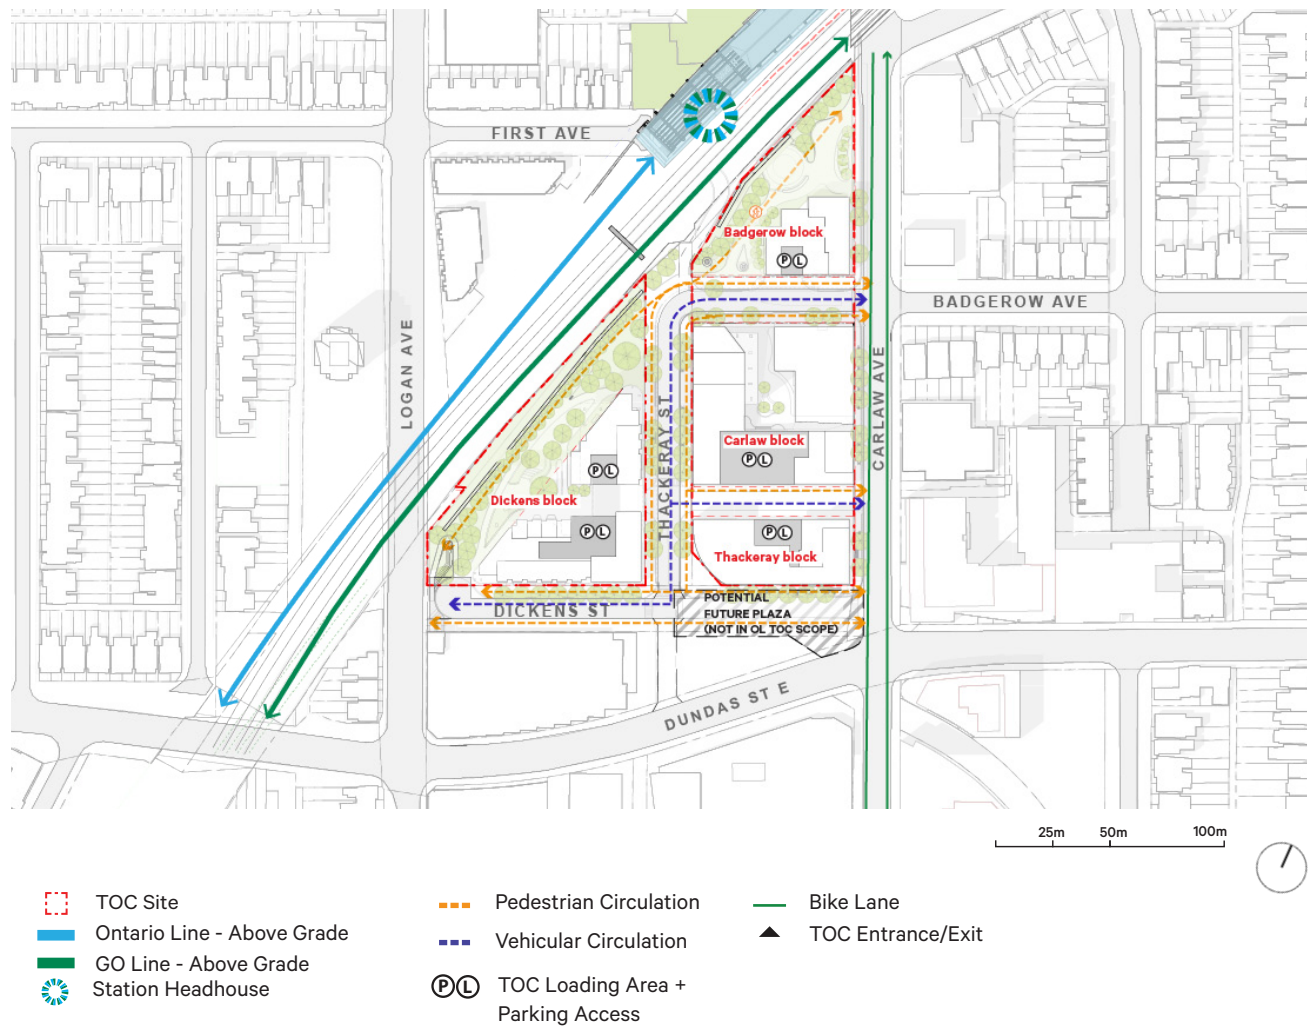 FIRST AVE
Badgerow block
P L
BADGEROW AVE
LOGAN AVE
THACKERAY ST
CARLAW AVE
Carlaw block
P L
P L
Dickens block
P L
P L
Thackeray block
DICKENS ST
POTENTIAL
FUTURE PLAZA
(NOT IN OL TOC SCOPE)
DUNDAS ST E
25m 50m 100m
TOC Site
Ontario Line - Above Grade
GO Line - Above Grade
Station Headhouse
Pedestrian Circulation
Vehicular Circulation
P L TOC Loading Area +
Parking Access
Bike Lane
TOC Entrance/Exit